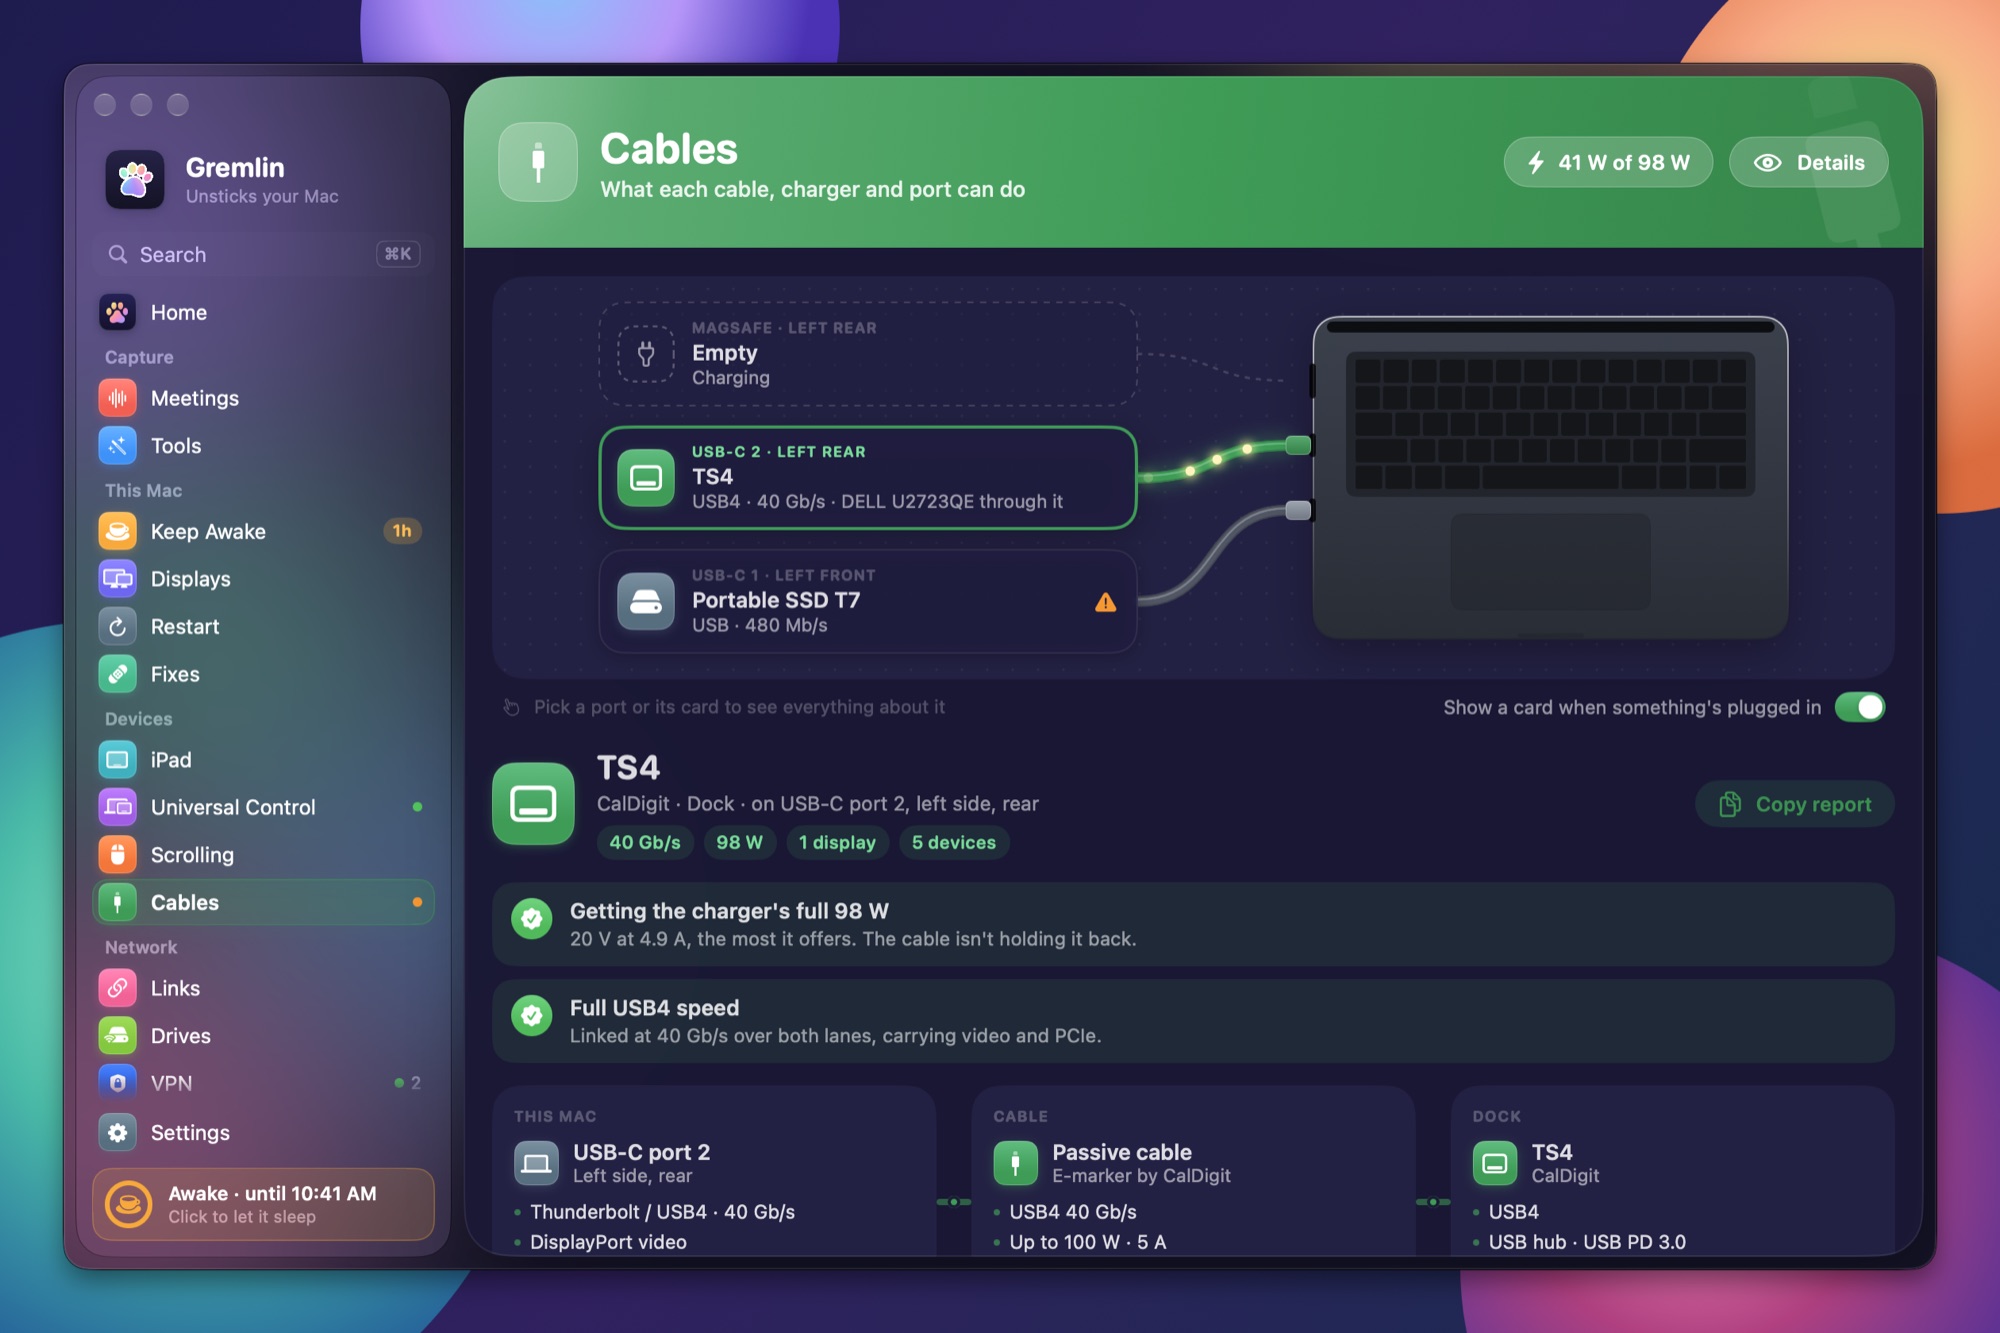 Gremlin
Unsticks your Mac
Search
⌘K
Home
Capture
Meetings
Tools
This Mac
Keep Awake
1h
Displays
Restart
Fixes
Devices
iPad
Universal Control
Scrolling
Cables
Network
Links
Drives
VPN
2
Settings
Awake · until 10:41 AM
Click to let it sleep
Cables
What each cable, charger and port can do
41 W of 98 W
Details
MAGSAFE · LEFT REAR
Empty
Charging
USB-C 2 · LEFT REAR
TS4
USB4 · 40 Gb/s · DELL U2723QE through it
USB-C 1 · LEFT FRONT
Portable SSD T7
USB · 480 Mb/s
Pick a port or its card to see everything about it
Show a card when something's plugged in
TS4
CalDigit · Dock · on USB-C port 2, left side, rear
40 Gb/s
98 W
1 display
5 devices
Copy report
Getting the charger's full 98 W
20 V at 4.9 A, the most it offers. The cable isn't holding it back.
Full USB4 speed
Linked at 40 Gb/s over both lanes, carrying video and PCIe.
THIS MAC
USB-C port 2
Left side, rear
• Thunderbolt / USB4 · 40 Gb/s
• DisplayPort video
CABLE
Passive cable
E-marker by CalDigit
• USB4 40 Gb/s
• Up to 100 W · 5 A
DOCK
TS4
CalDigit
• USB4
• USB hub · USB PD 3.0